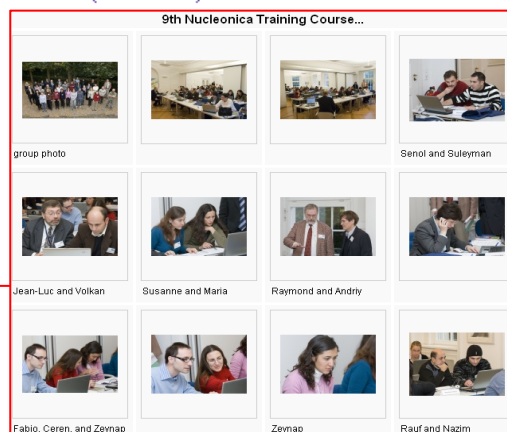 9th Nucleonica Training Course...
group photo
Senol and Suleyman
Jean-Luc and Volkan
Susanne and Maria
Raymond and Andriy
Fabio, Ceren, and Zeynap
Zeynap
Rauf and Nazim